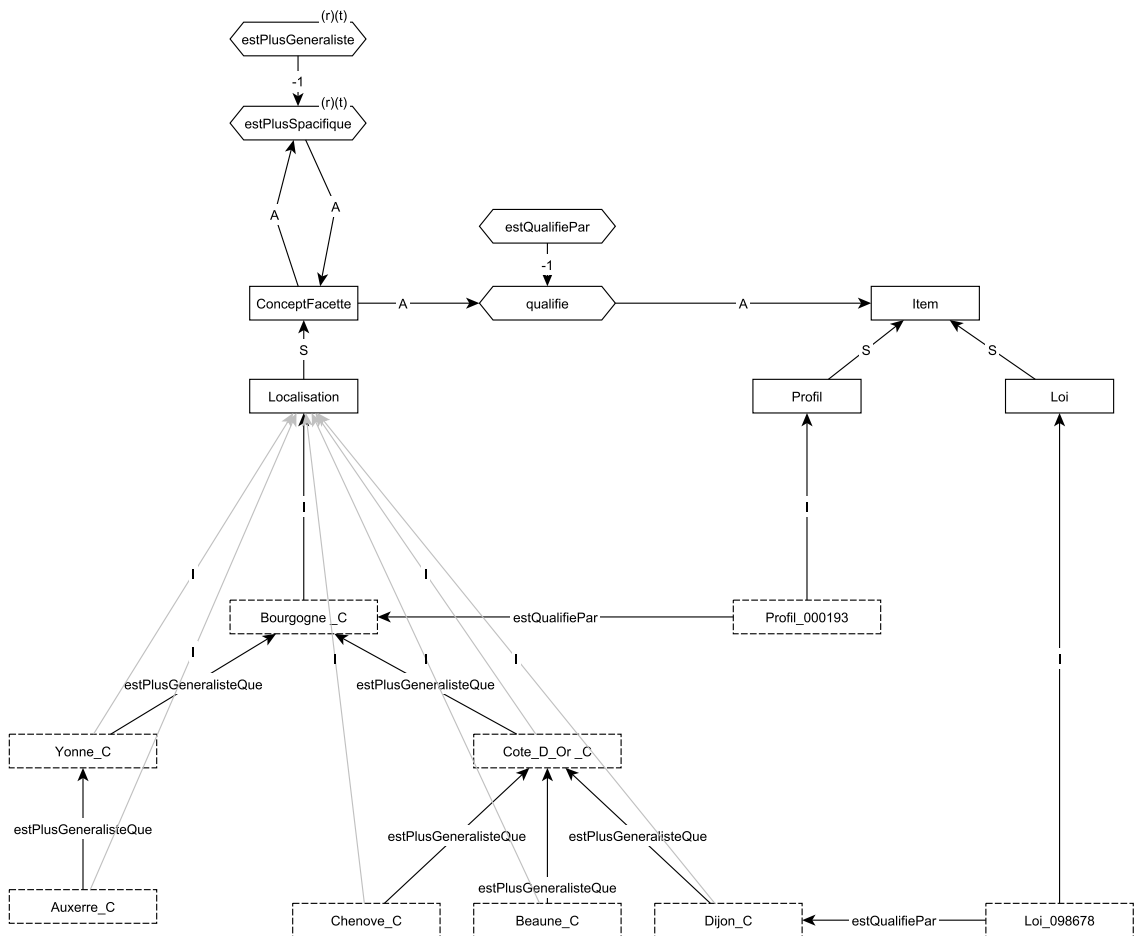 (r)(t)
estPlusGeneraliste
-1
(r)(t)
estPlusSpacifique
A
A
estQualifiePar
-1
ConceptFacette
A
qualifie
A
Item
S
S
S
Localisation
Profil
Loi
I
I
I
I
Bourgogne _C
estQualifiePar
Profil_000193
I
I
I
I
I
estPlusGeneralisteQue
estPlusGeneralisteQue
Yonne_C
Cote_D_Or _C
estPlusGeneralisteQue
estPlusGeneralisteQue
estPlusGeneralisteQue
estPlusGeneralisteQue
Auxerre_C
Chenove_C
Beaune_C
Dijon_C
estQualifiePar
Loi_098678